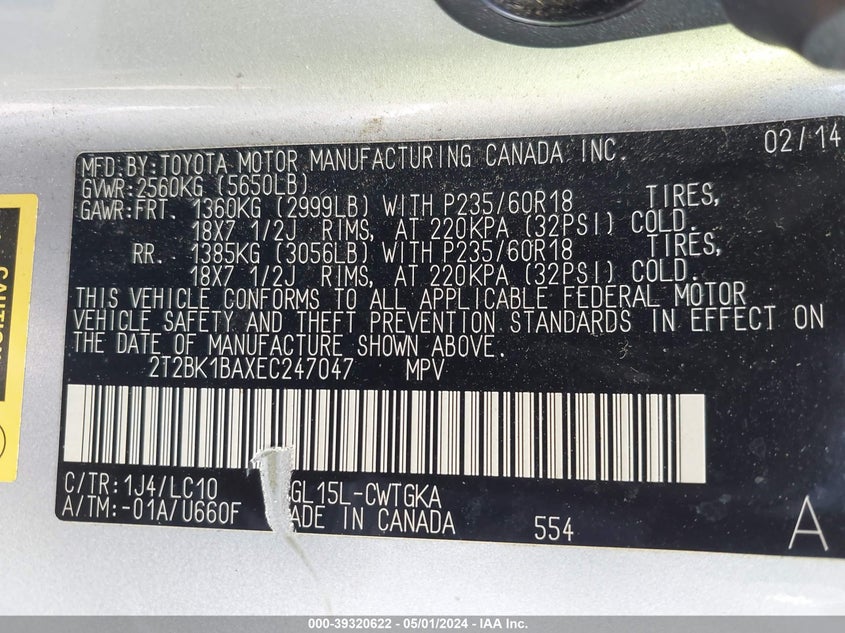 MFD.BY:TOYOTA MOTOR MANUFACTURING CANADA INC. 02/14
GVWR:2560KG (5650LB)
GAWR:FRT. 1360KG (2999LB) WITH P235/60R18 TIRES,
18X7 1/2J RIMS, AT 220KPA (32PSI) COLD.
RR. 1385KG (3056LB) WITH P235/60R18 TIRES,
18X7 1/2J RIMS, AT 220KPA (32PSI) COLD.
THIS VEHICLE CONFORMS TO ALL APPLICABLE FEDERAL MOTOR
VEHICLE SAFETY AND THEFT PREVENTION STANDARDS IN EFFECT ON
THE DATE OF MANUFACTURE SHOWN ABOVE.
2T2BK1BAXEC247047 MPV
C/TR:1J4/LC10 GL15L-CWTGKA
A/TM:-01A/U660F ADE IN CANADA 554 A
CAUTION
000-39320622 - 05/01/2024 - IAA Inc.